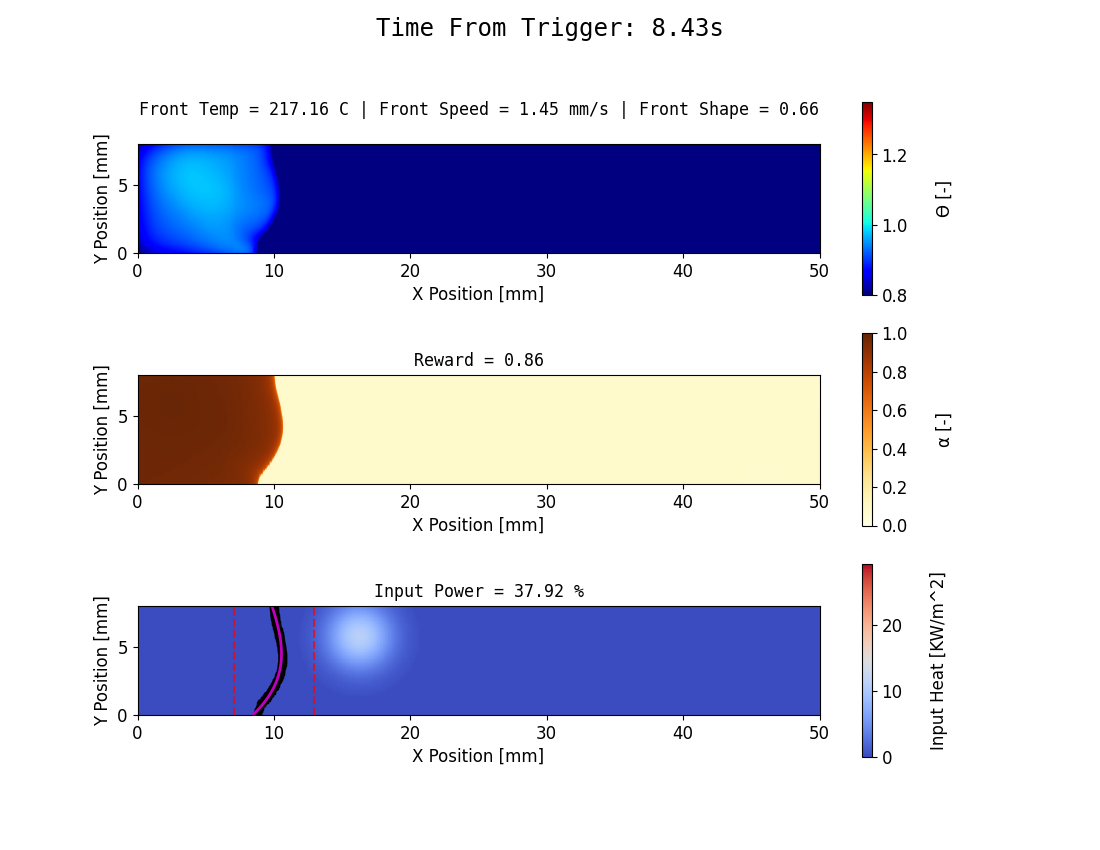 Time From Trigger: 8.43s
Front Temp = 217.16 C | Front Speed = 1.45 mm/s | Front Shape = 0.66
Y Position [mm]
5
0
0 10 20 30 40 50
X Position [mm]
1.2
1.0
0.8
Θ [-]
Reward = 0.86
Y Position [mm]
5
0
0 10 20 30 40 50
X Position [mm]
1.0
0.8
0.6
0.4
0.2
0.0
α [-]
Input Power = 37.92 %
Y Position [mm]
5
0
0 10 20 30 40 50
X Position [mm]
20
10
0
Input Heat [KW/m^2]